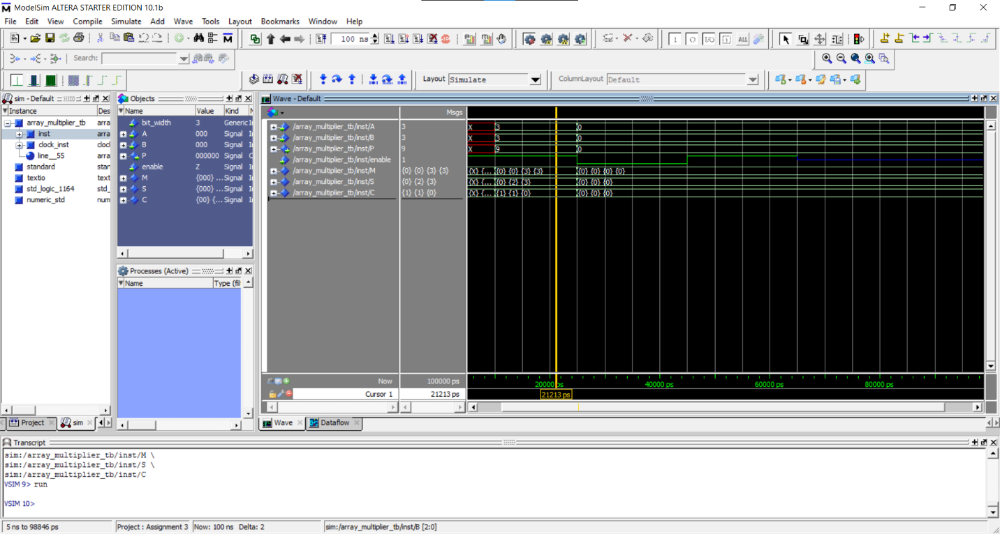 ModelSim ALTERA STARTER EDITION 10.1b
File Edit View Compile Simulate Add Wave Tools Layout Bookmarks Window Help
100 ns
Search:
Layout Simulate
ColumnLayout Default
sim - Default
Instance Des
array_multiplier_tb arra
inst arra
clock_inst clod
line__55 arra
standard star
textio text
std_logic_1164 std_
numeric_std num
Project
sim
Objects
Name Value Kind
bit_width 3 Generic
A 000 Signal
B 000 Signal
P 000000 Signal
enable Z Signal
M {000} ... Signal
S {000} ... Signal
C {00} {... Signal
Processes (Active)
Name Type (fil
Wave - Default
Msgs
/array_multiplier_tb/inst/A 3 X 3 0
/array_multiplier_tb/inst/B 3 X 3 0
/array_multiplier_tb/inst/P 9 X 9 0
/array_multiplier_tb/inst/enable 1
/array_multiplier_tb/inst/M {0} {0} {3} {3} {X} {... {0} {0} {3} {3} {0} {0} {0} {0}
/array_multiplier_tb/inst/S {0} {2} {3} {X} {... {0} {2} {3} {0} {0} {0}
/array_multiplier_tb/inst/C {1} {1} {0} {X} {... {1} {1} {0} {0} {0} {0}
Now 100000 ps
20000 ps 40000 ps 60000 ps 80000 ps
Cursor 1 21213 ps 21213 ps
Wave
Dataflow
Transcript
sim:/array_multiplier_tb/inst/M \
sim:/array_multiplier_tb/inst/S \
sim:/array_multiplier_tb/inst/C
VSIM 9> run
VSIM 10>
5 ns to 98846 ps Project : Assignment 3 Now: 100 ns Delta: 2 sim:/array_multiplier_tb/inst/B [2:0]